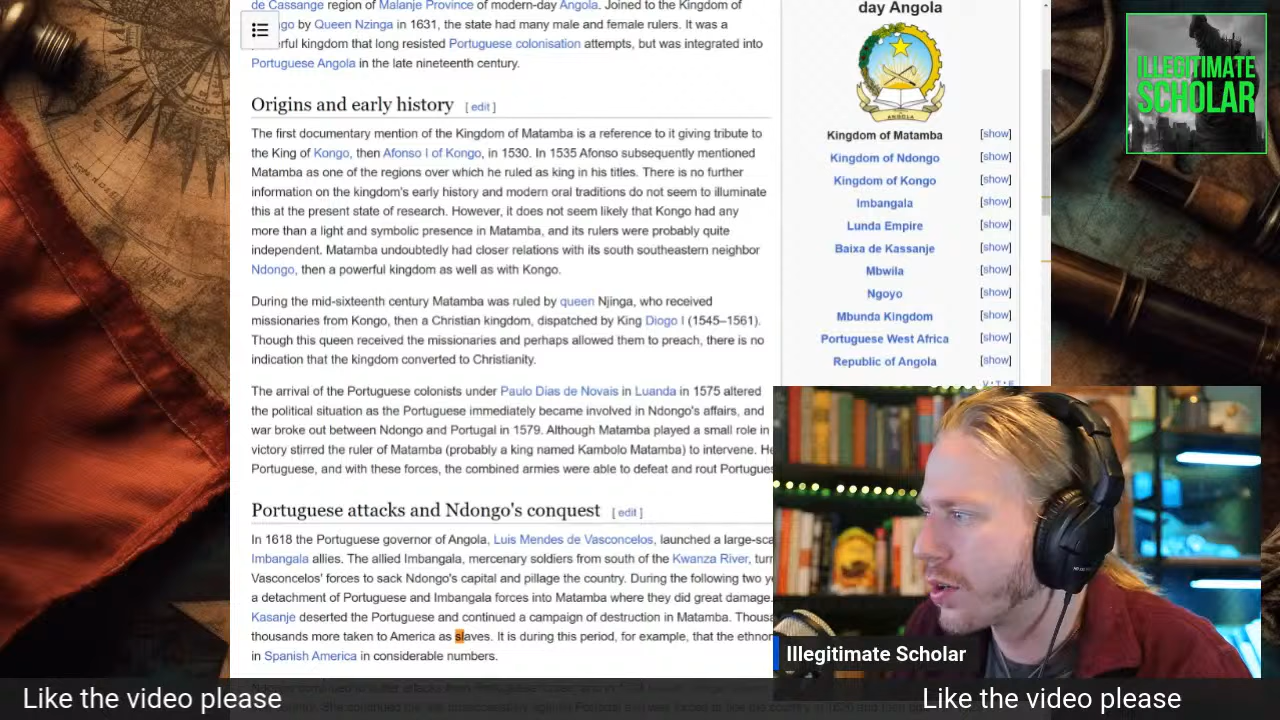 de Cassange region of Malanje Province of modern-day Angola. Joined to the Kingdom of
by Queen Nzinga in 1631, the state had many male and female rulers. It was a
kingdom that long resisted Portuguese colonisation attempts, but was integrated into
Portuguese Angola in the late nineteenth century.
Origins and early history [ edit ]
The first documentary mention of the Kingdom of Matamba is a reference to it giving tribute to
the King of Kongo, then Afonso I of Kongo, in 1530. In 1535 Afonso subsequently mentioned
Matamba as one of the regions over which he ruled as king in his titles. There is no further
information on the kingdom's early history and modern oral traditions do not seem to illuminate
this at the present state of research. However, it does not seem likely that Kongo had any
more than a light and symbolic presence in Matamba, and its rulers were probably quite
independent. Matamba undoubtedly had closer relations with its south southeastern neighbor
Ndongo, then a powerful kingdom as well as with Kongo.
During the mid-sixteenth century Matamba was ruled by queen Njinga, who received
missionaries from Kongo, then a Christian kingdom, dispatched by King Diogo I (1545–1561).
Though this queen received the missionaries and perhaps allowed them to preach, there is no
indication that the kingdom converted to Christianity.
The arrival of the Portuguese colonists under Paulo Dias de Novais in Luanda in 1575 altered
the political situation as the Portuguese immediately became involved in Ndongo's affairs, and
war broke out between Ndongo and Portugal in 1579. Although Matamba played a small role in
victory stirred the ruler of Matamba (probably a king named Kambolo Matamba) to intervene. He
Portuguese, and with these forces, the combined armies were able to defeat and rout Portugue
Portuguese attacks and Ndongo's conquest [ edit ]
In 1618 the Portuguese governor of Angola, Luis Mendes de Vasconcelos, launched a large-sca
Imbangala allies. The allied Imbangala, mercenary soldiers from south of the Kwanza River, turn
Vasconcelos' forces to sack Ndongo's capital and pillage the country. During the following two y
a detachment of Portuguese and Imbangala forces into Matamba where they did great damage.
Kasanje deserted the Portuguese and continued a campaign of destruction in Matamba. Thousa
thousands more taken to America as slaves. It is during this period, for example, that the ethnon
in Spanish America in considerable numbers.
day Angola
ANGOLA
Kingdom of Matamba [show]
Kingdom of Ndongo [show]
Kingdom of Kongo [show]
Imbangala [show]
Lunda Empire [show]
Baixa de Kassanje [show]
Mbwila [show]
Ngoyo [show]
Mbunda Kingdom [show]
Portuguese West Africa [show]
Republic of Angola [show]
V·T·E
ILLEGITIMATE
SCHOLAR
Illegitimate Scholar
Like the video please
Like the video please